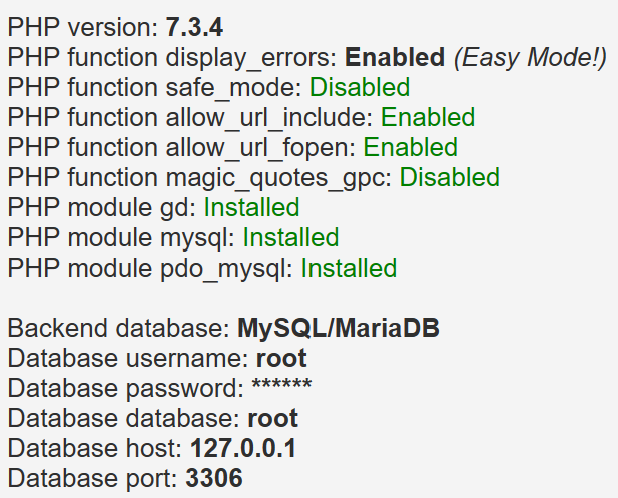 PHP version: 7.3.4
PHP function display_errors: Enabled (Easy Mode!)
PHP function safe_mode: Disabled
PHP function allow_url_include: Enabled
PHP function allow_url_fopen: Enabled
PHP function magic_quotes_gpc: Disabled
PHP module gd: Installed
PHP module mysql: Installed
PHP module pdo_mysql: Installed
Backend database: MySQL/MariaDB
Database username: root
Database password: ******
Database database: root
Database host: 127.0.0.1
Database port: 3306